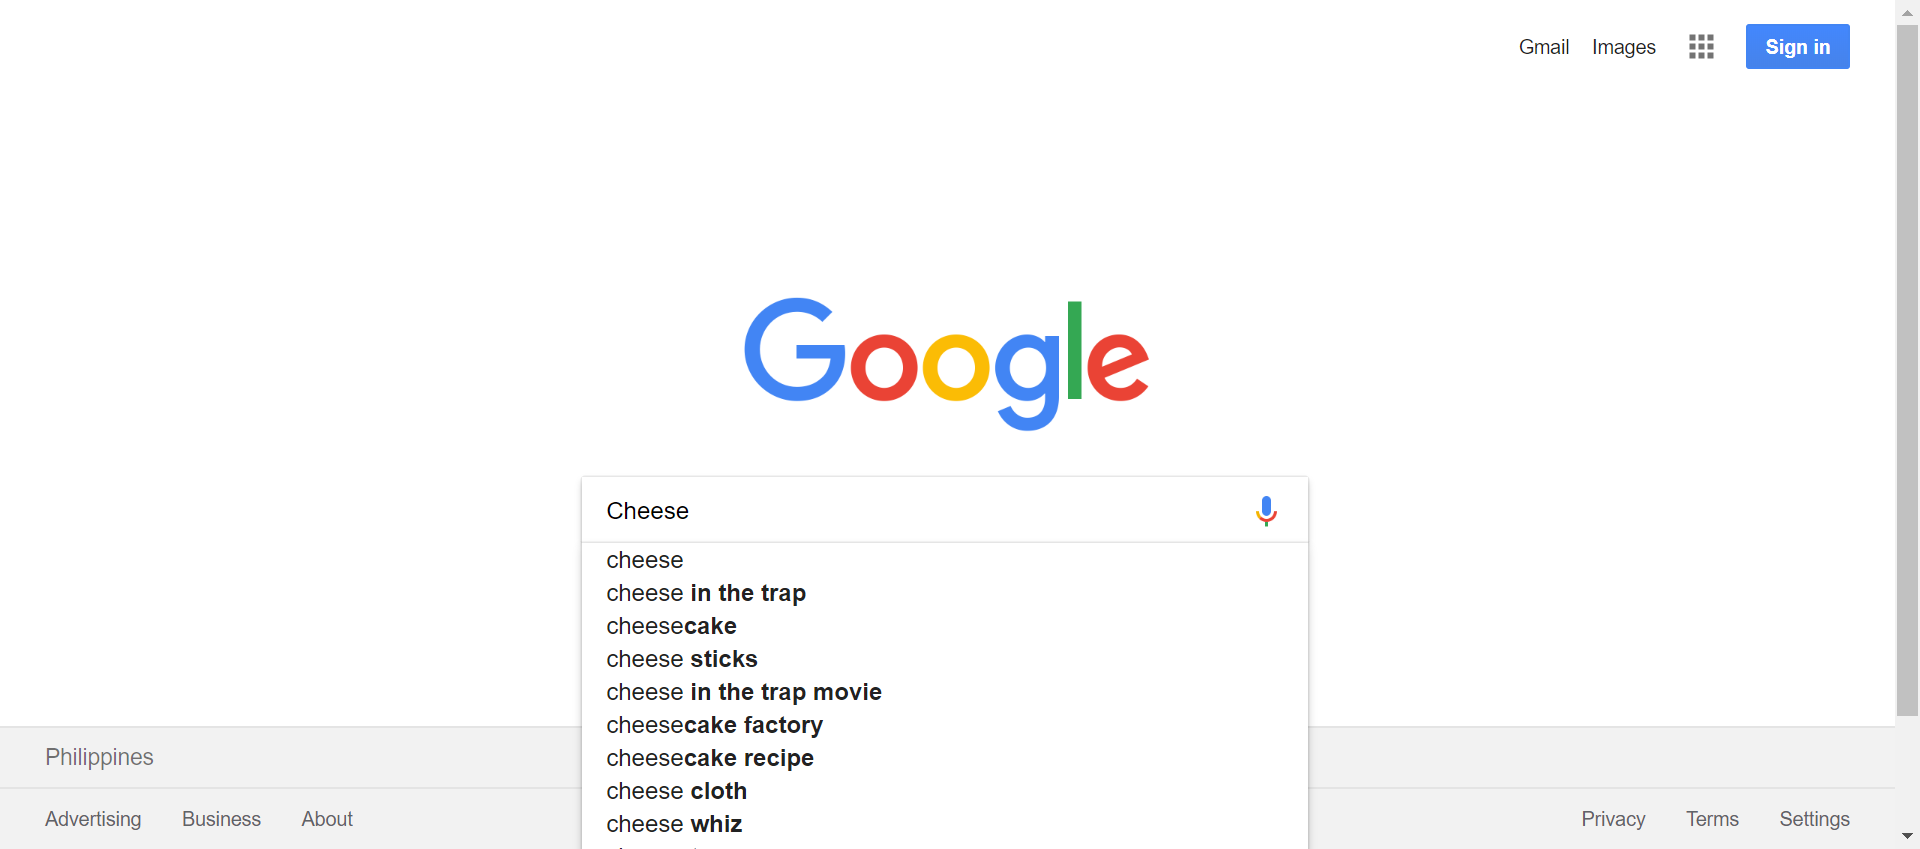 Gmail Images Sign in
Google
Cheese
cheese
cheese in the trap
cheesecake
cheese sticks
cheese in the trap movie
cheesecake factory
cheesecake recipe
cheese cloth
cheese whiz
Philippines
Advertising Business About Privacy Terms Settings